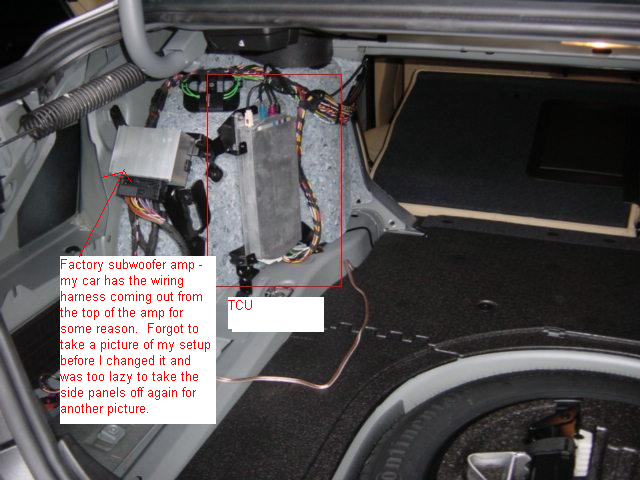 Factory subwoofer amp -
my car has the wiring
harness coming out from
the top of the amp for
some reason.  Forgot to
take a picture of my setup
before I changed it and
was too lazy to take the
side panels off again for
another picture.
TCU
Continental